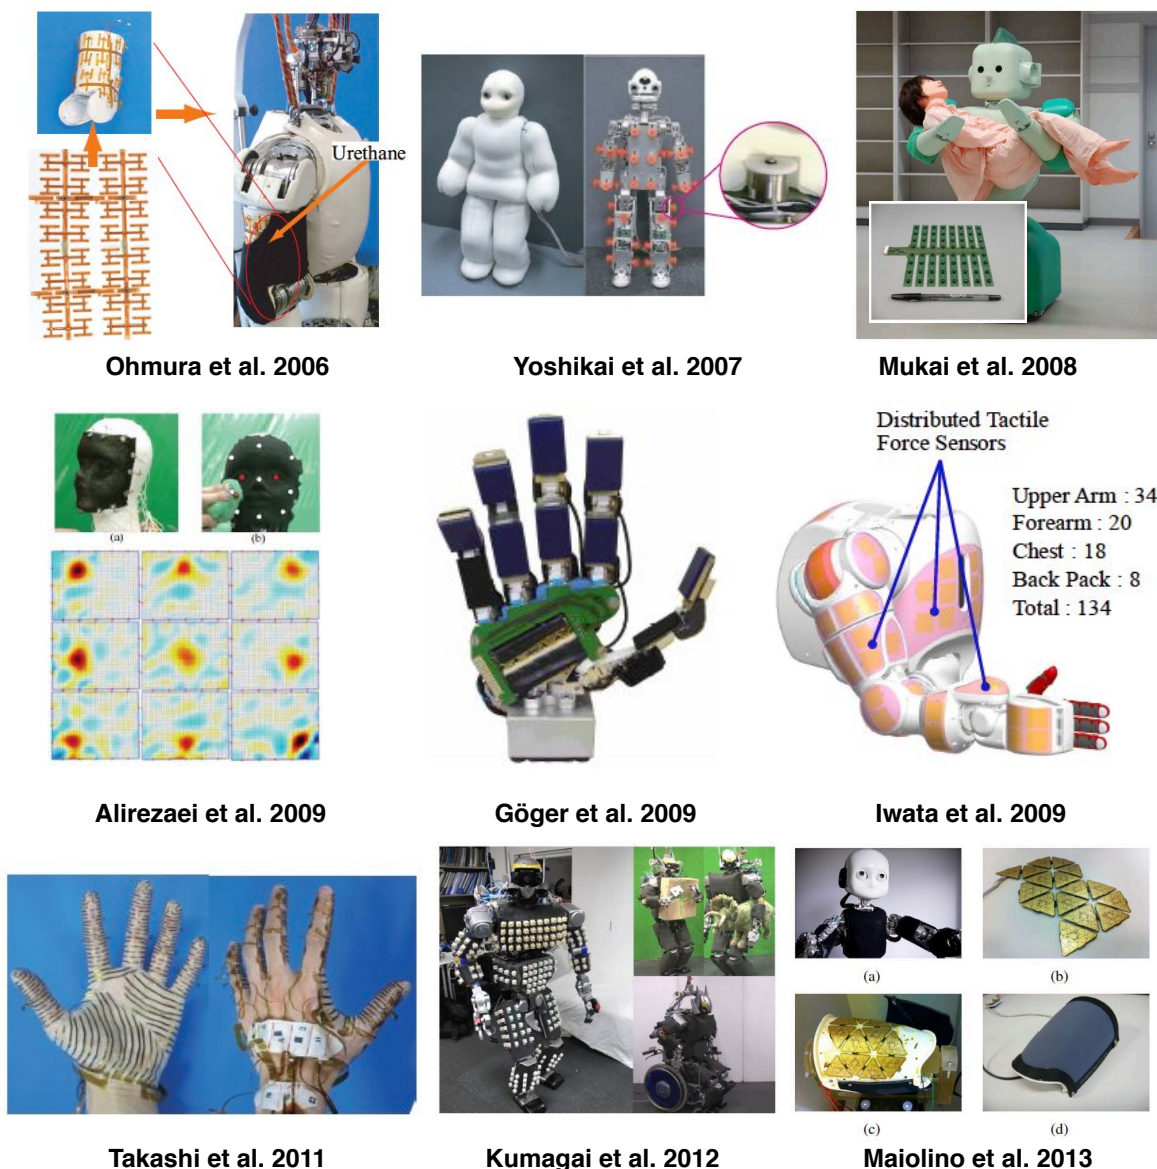 Urethane
Ohmura et al. 2006
Yoshikai et al. 2007
Mukai et al. 2008
(a)
(b)
Alirezaei et al. 2009
Göger et al. 2009
Distributed Tactile
Force Sensors
Upper Arm : 34
Forearm : 20
Chest : 18
Back Pack : 8
Total : 134
Iwata et al. 2009
Takashi et al. 2011
Kumagai et al. 2012
(a)
(b)
(c)
(d)
Maiolino et al. 2013